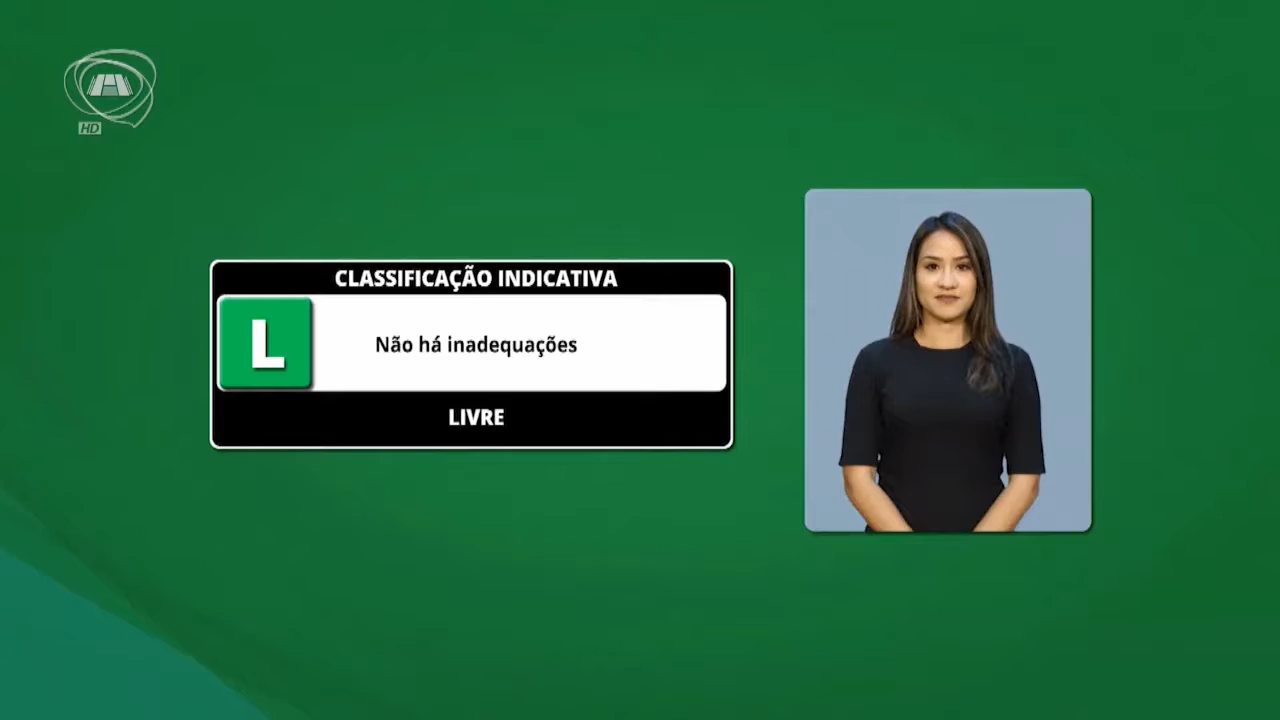 HD
CLASSIFICAÇÃO INDICATIVA
L
Não há inadequações
LIVRE